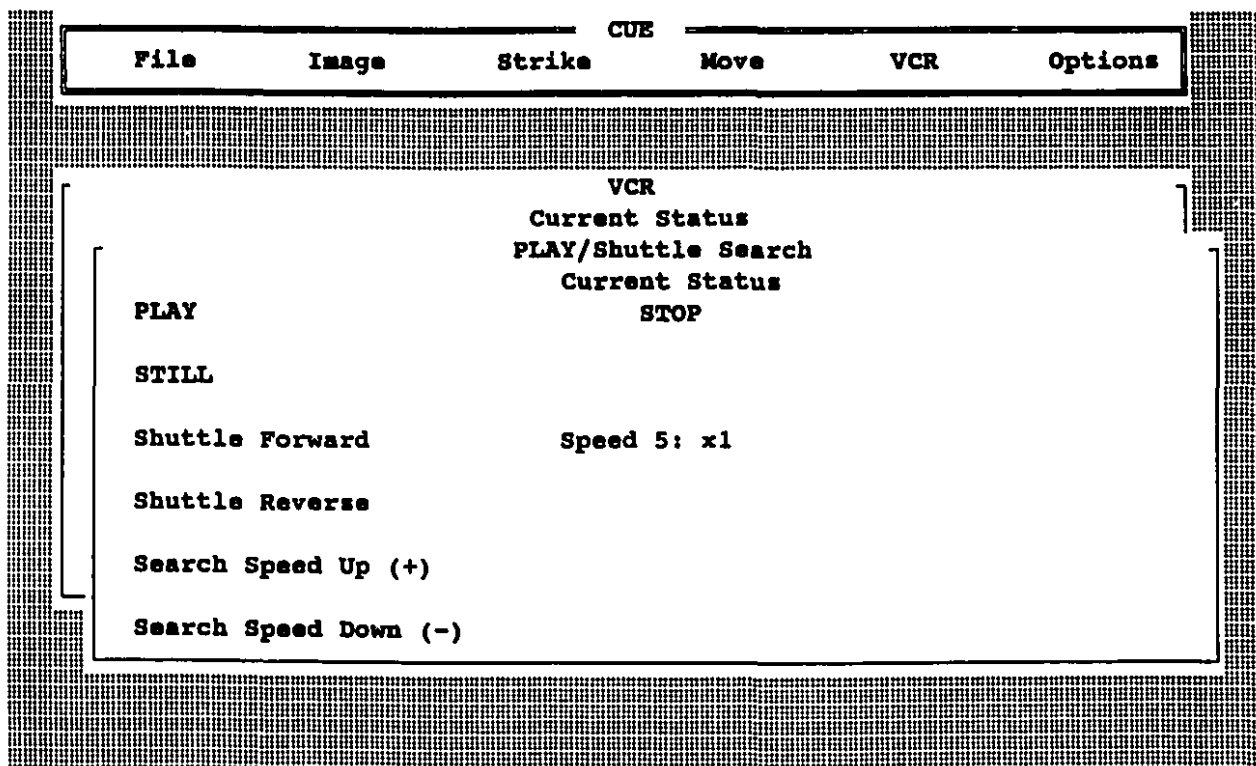 CUE
File Image Strike Move VCR Options
VCR
Current Status
PLAY/Shuttle Search
Current Status
PLAY STOP
STILL
Shuttle Forward Speed 5: x1
Shuttle Reverse
Search Speed Up (+)
Search Speed Down (-)